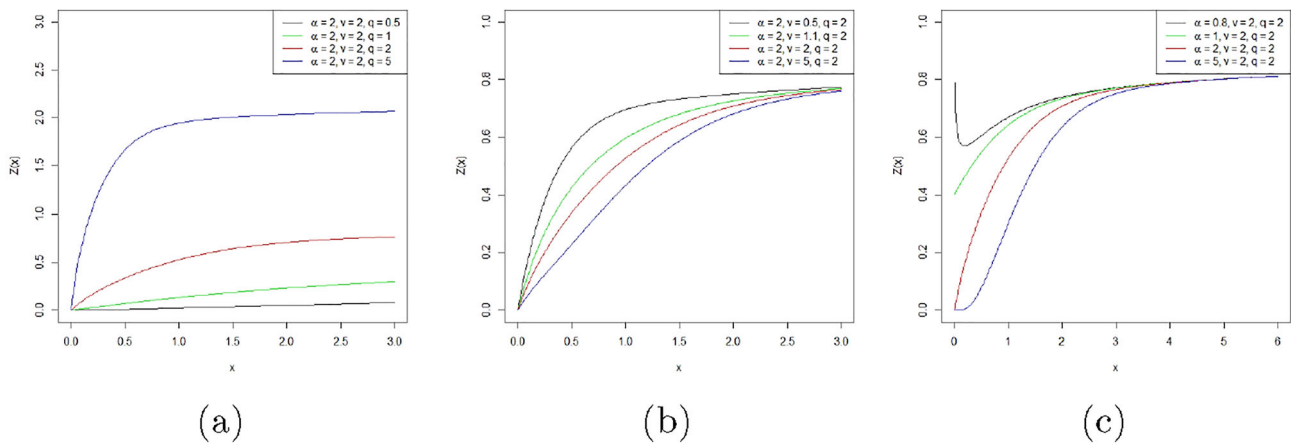 α = 2, v = 2, q = 0.5
α = 2, v = 2, q = 1
α = 2, v = 2, q = 2
α = 2, v = 2, q = 5
Z(x)
3.0
2.5
2.0
1.5
1.0
0.5
0.0
0.0 0.5 1.0 1.5 2.0 2.5 3.0
x
(a)
α = 2, v = 0.5, q = 2
α = 2, v = 1.1, q = 2
α = 2, v = 2, q = 2
α = 2, v = 5, q = 2
Z(x)
1.0
0.8
0.6
0.4
0.2
0.0
0.0 0.5 1.0 1.5 2.0 2.5 3.0
x
(b)
α = 0.8, v = 2, q = 2
α = 1, v = 2, q = 2
α = 2, v = 2, q = 2
α = 5, v = 2, q = 2
Z(x)
1.0
0.8
0.6
0.4
0.2
0.0
0 1 2 3 4 5 6
x
(c)